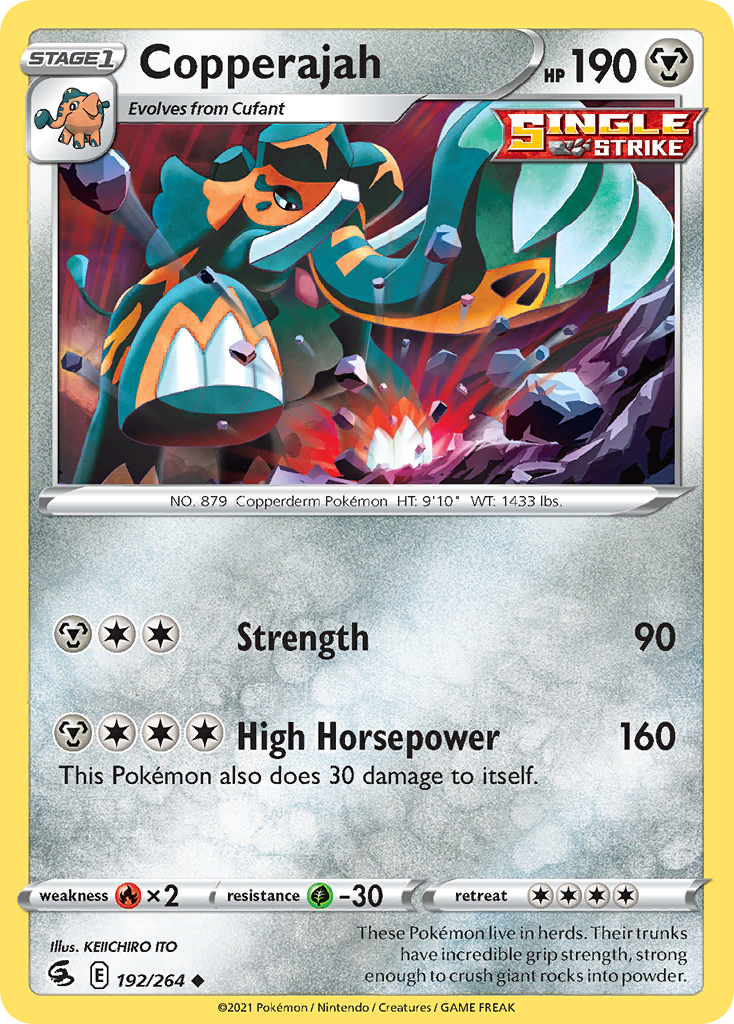 STAGE 1
Copperajah
HP 190
Evolves from Cufant
SINGLE
STRIKE
NO. 879 Copperderm Pokémon HT: 9'10" WT: 1433 lbs.
Strength 90
High Horsepower 160
This Pokémon also does 30 damage to itself.
weakness ×2 resistance -30 retreat
Illus. KEIICHIRO ITO
These Pokémon live in herds. Their trunks
have incredible grip strength, strong
enough to crush giant rocks into powder.
E 192/264
©2021 Pokémon / Nintendo / Creatures / GAME FREAK